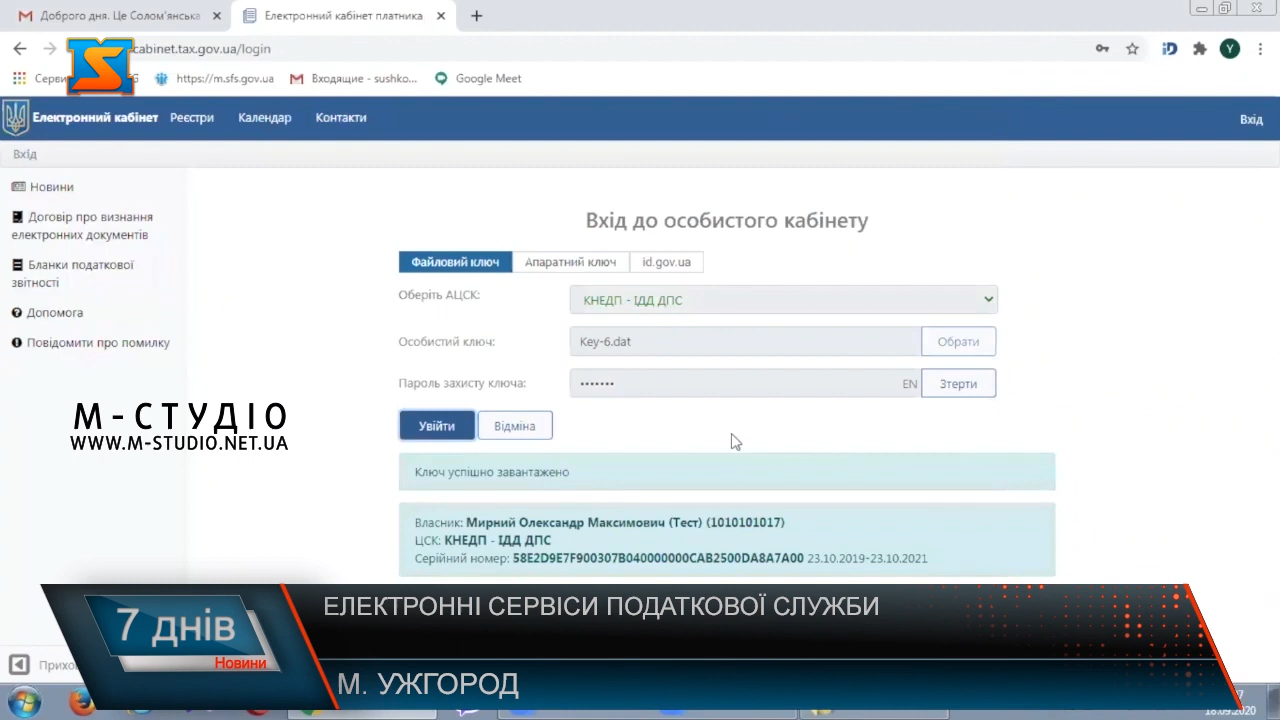 Доброго дня. Це Солом'янська
Електронний кабінет платника
cabinet.tax.gov.ua/login
Y
https://m.sfs.gov.ua
Входящие - sushko...
Google Meet
Електронний кабінет
Реєстри
Календар
Контакти
Вхід
Вхід
Новини
Договір про визнання
електронних документів
Бланки податкової
звітності
Допомога
Повідомити про помилку
Вхід до особистого кабінету
Файловий ключ
Апаратний ключ
id.gov.ua
Оберіть АЦСК:
КНЕДП - ІДД ДПС
Особистий ключ:
Key-6.dat
Обрати
Пароль захисту ключа:
•••••••
EN
Зтерти
Увійти
Відміна
Ключ успішно завантажено
Власник: Мирний Олександр Максимович (Тест) (1010101017)
ЦСК: КНЕДП - ІДД ДПС
Серійний номер: 58E2D9E7F900307B040000000CAB2500DA8A7A00 23.10.2019-23.10.2021
М-СТУДІО
WWW.M-STUDIO.NET.UA
7 днів
Новини
ЕЛЕКТРОННІ СЕРВІСИ ПОДАТКОВОЇ СЛУЖБИ
М. УЖГОРОД
18.09.2020